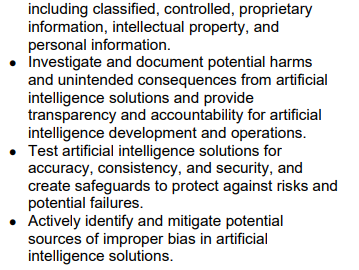 including classified, controlled, proprietary
information, intellectual property, and
personal information.
• Investigate and document potential harms
and unintended consequences from artificial
intelligence solutions and provide
transparency and accountability for artificial
intelligence development and operations.
• Test artificial intelligence solutions for
accuracy, consistency, and security, and
create safeguards to protect against risks and
potential failures.
• Actively identify and mitigate potential
sources of improper bias in artificial
intelligence solutions.